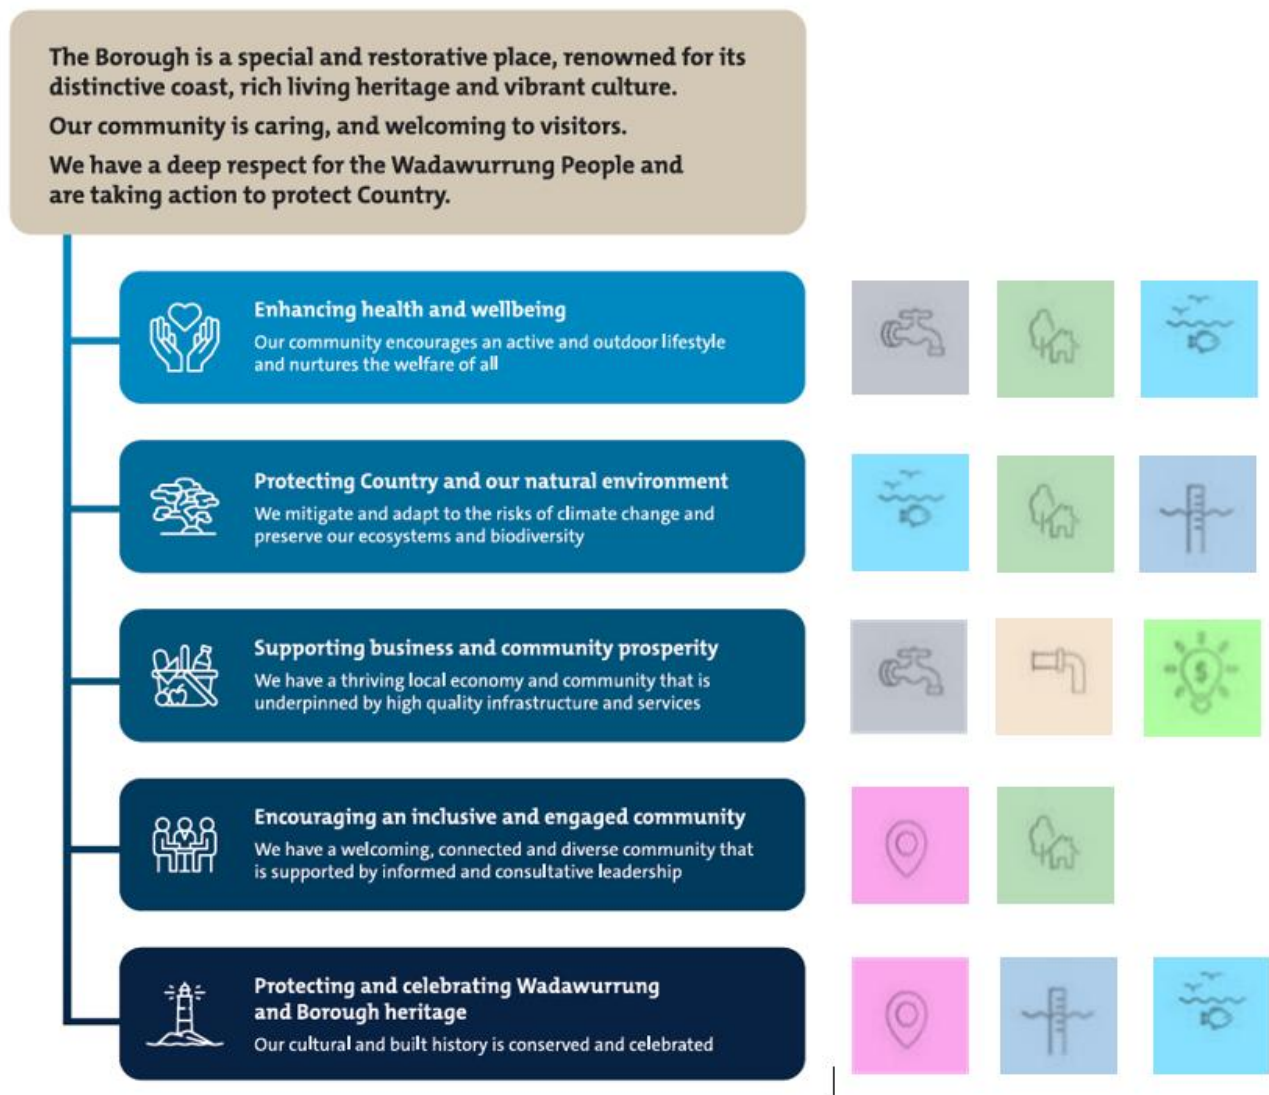 The Borough is a special and restorative place, renowned for its
distinctive coast, rich living heritage and vibrant culture.
Our community is caring, and welcoming to visitors.
We have a deep respect for the Wadawurrung People and
are taking action to protect Country.
Enhancing health and wellbeing
Our community encourages an active and outdoor lifestyle
and nurtures the welfare of all
Protecting Country and our natural environment
We mitigate and adapt to the risks of climate change and
preserve our ecosystems and biodiversity
Supporting business and community prosperity
We have a thriving local economy and community that is
underpinned by high quality infrastructure and services
$
Encouraging an inclusive and engaged community
We have a welcoming, connected and diverse community that
is supported by informed and consultative leadership
Protecting and celebrating Wadawurrung
and Borough heritage
Our cultural and built history is conserved and celebrated